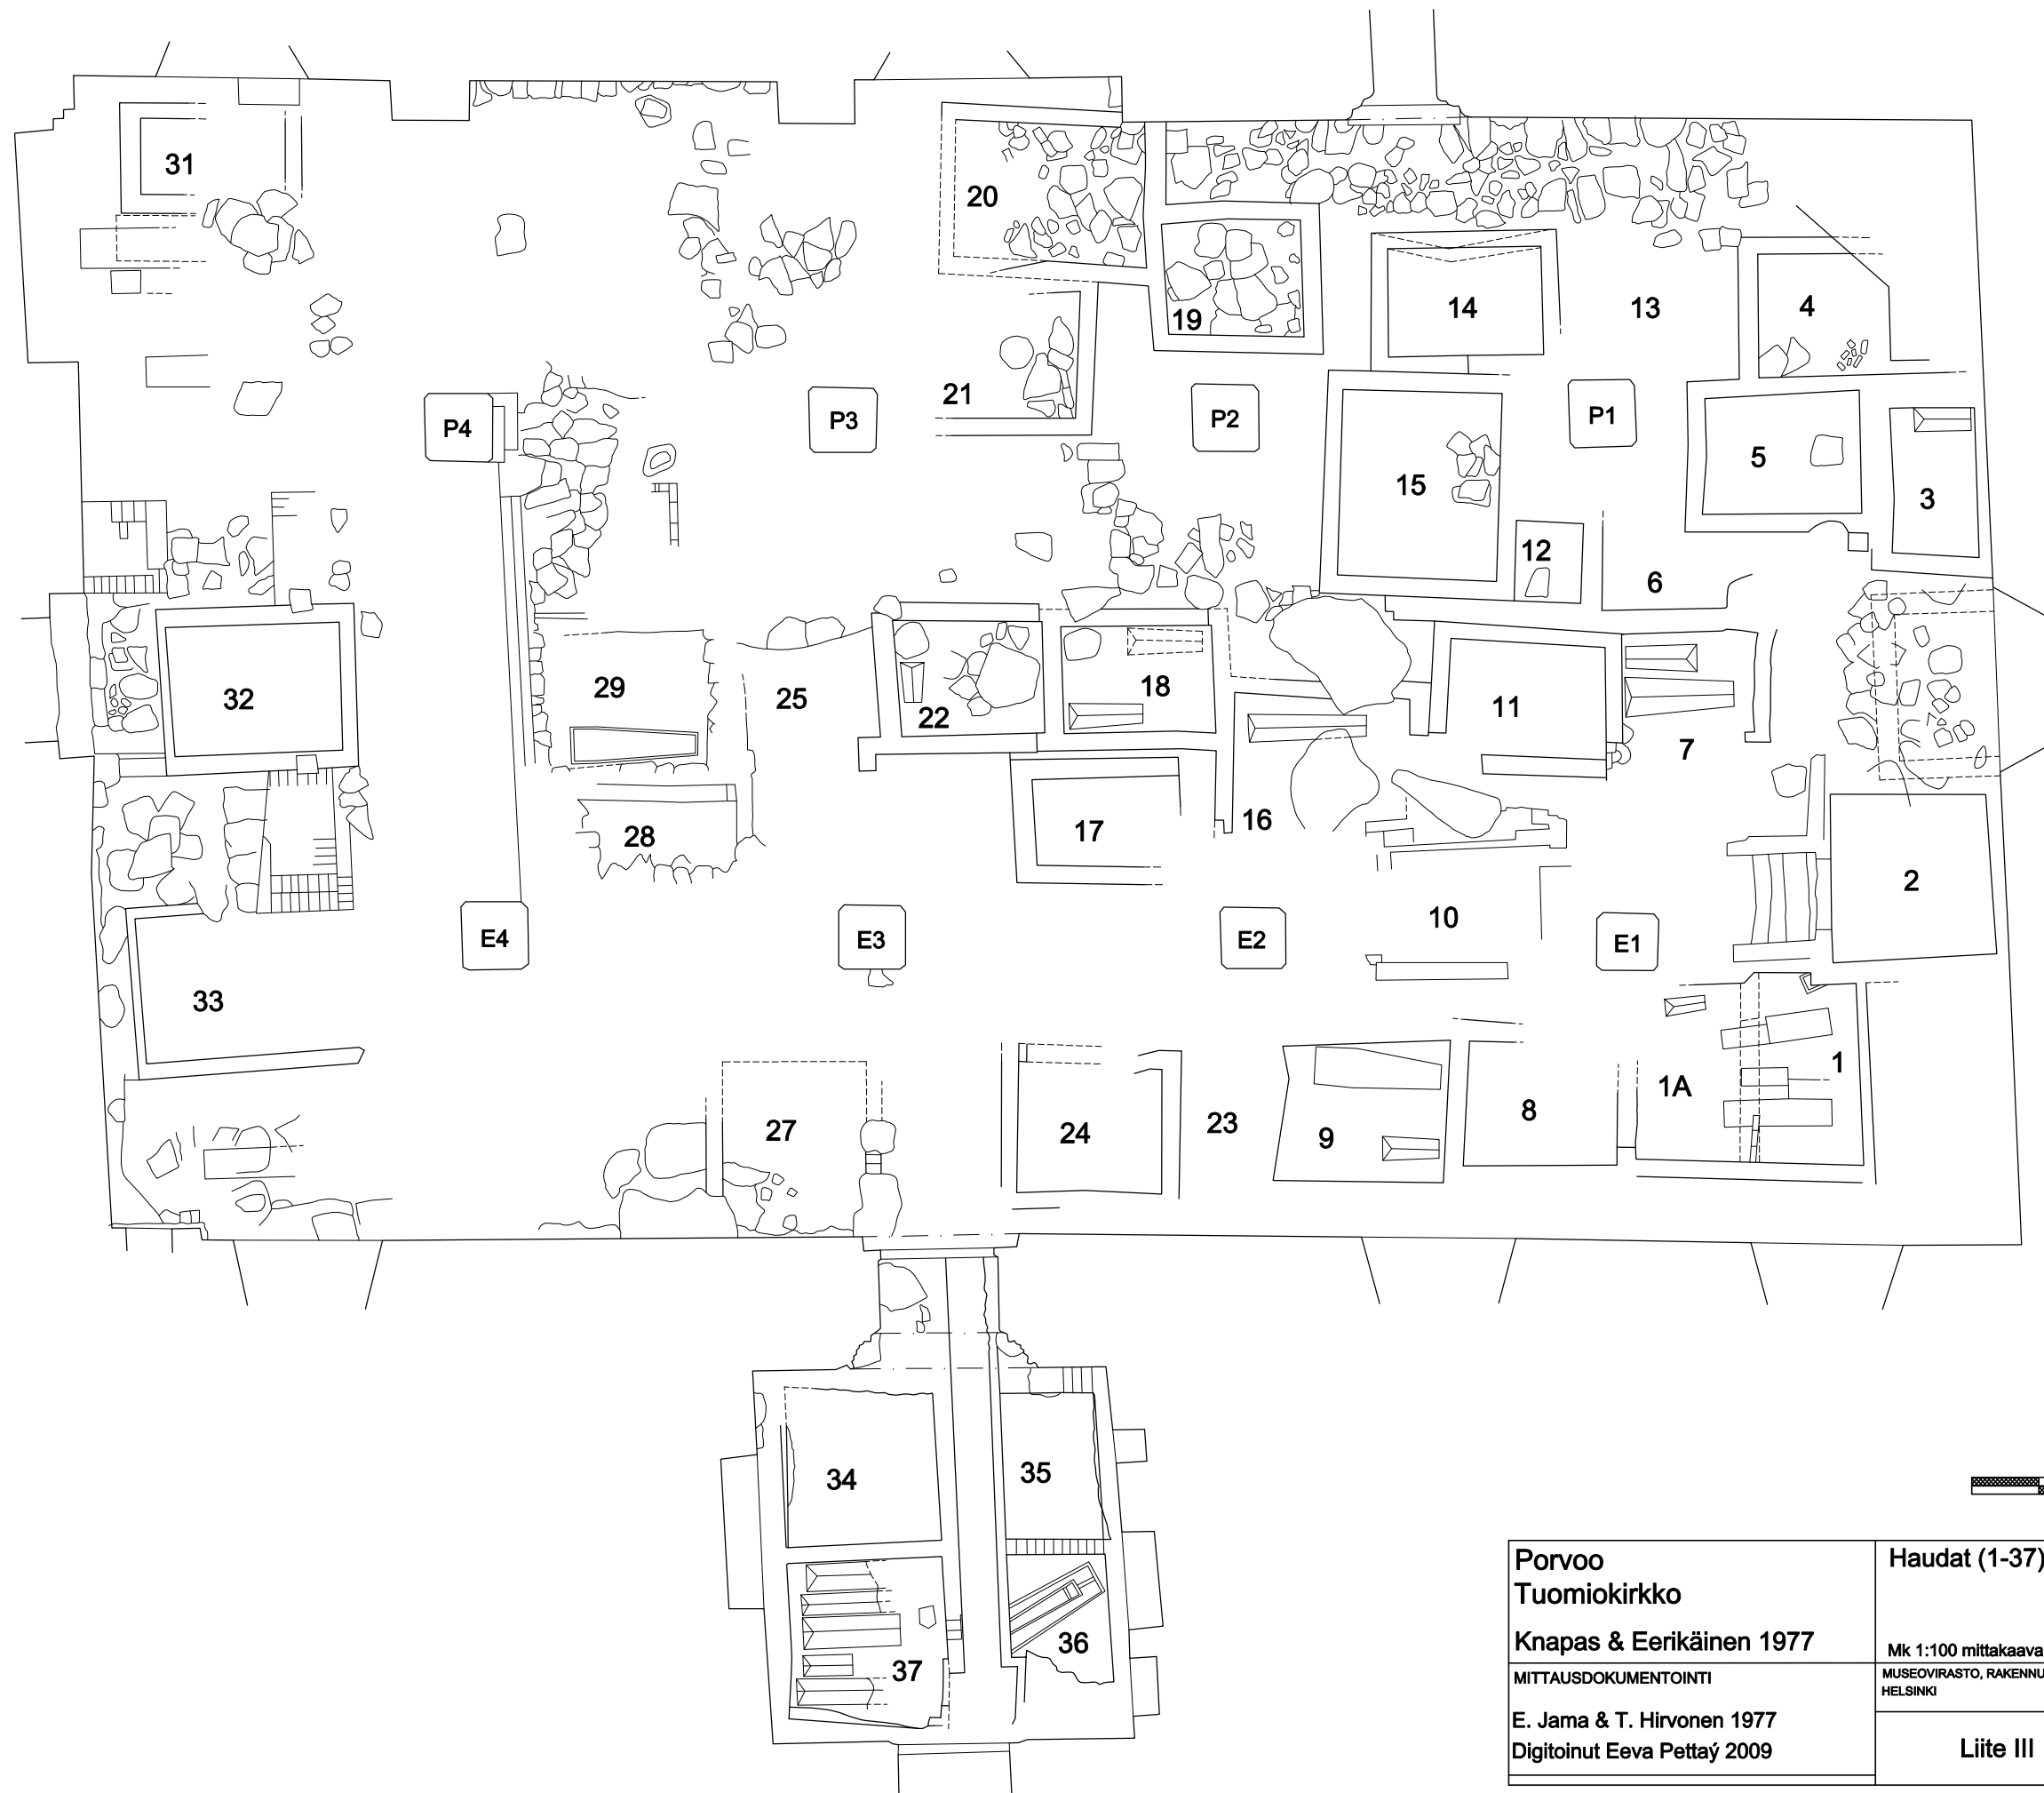 31
20
19
14
13
4
21
P4
P3
P2
P1
15
5
3
12
6
32
29
25
22
18
11
7
28
17
16
2
E4
E3
E2
10
E1
33
27
24
23
9
8
1A
1
34
35
37
36
Porvoo
Tuomiokirkko
Knapas & Eerikäinen 1977
MITTAUSDOKUMENTOINTI
E. Jama & T. Hirvonen 1977
Digitoinut Eeva Pettaý 2009
Haudat (1-37)
Mk 1:100 mittakaava
MUSEOVIRASTO, RAKENNU
HELSINKI
Liite III